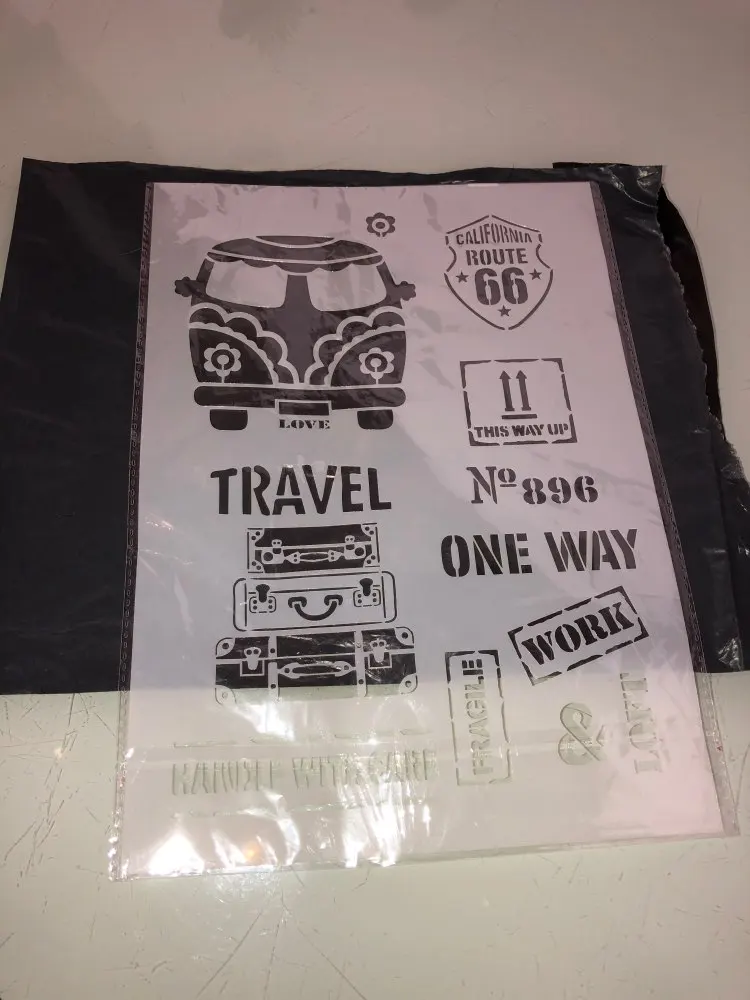 CALIFORNIA
ROUTE
66
LOVE
THIS WAY UP
TRAVEL
Nº896
ONE WAY
WORK
FRAGILE
& LOFT
HANDLE WITH CARE